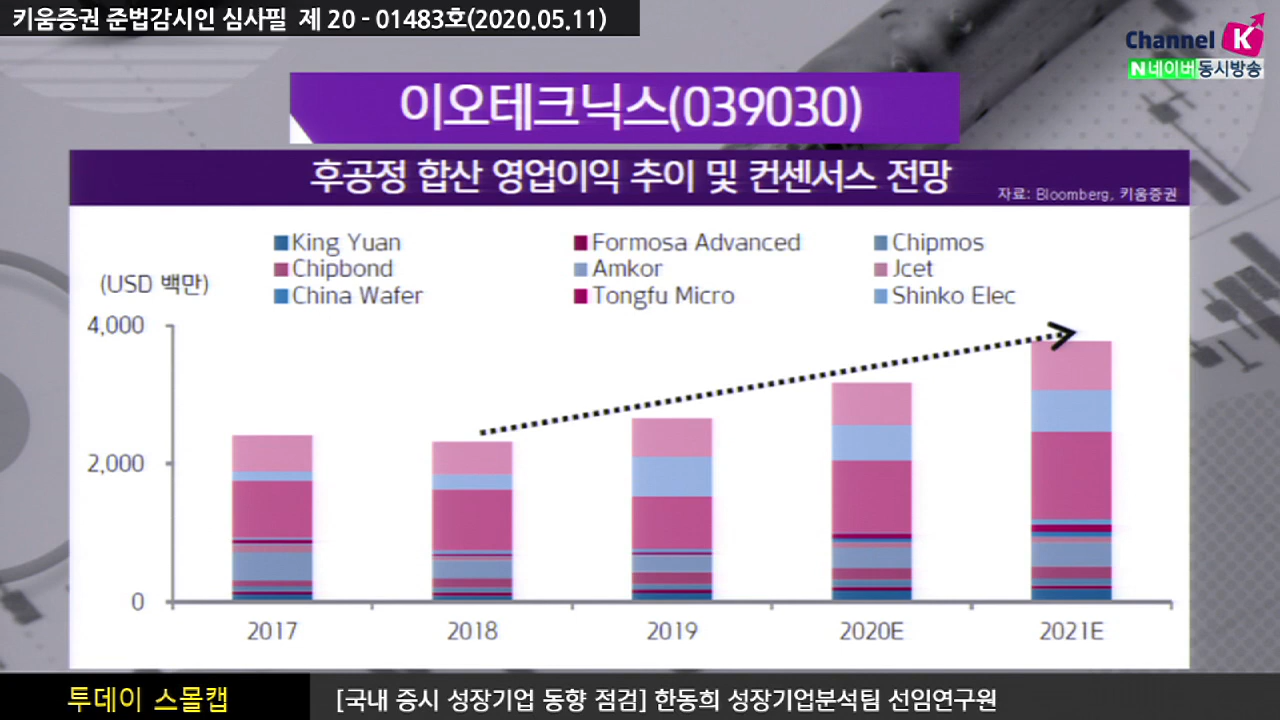 키움증권 준법감시인 심사필 제 20 - 01483호(2020.05.11)
Channel K
N 네이버 동시방송
이오테크닉스(039030)
후공정 합산 영업이익 추이 및 컨센서스 전망
자료: Bloomberg, 키움증권
King Yuan
Formosa Advanced
Chipmos
Chipbond
Amkor
Jcet
China Wafer
Tongfu Micro
Shinko Elec
(USD 백만)
4,000
2,000
0
2017
2018
2019
2020E
2021E
투데이 스몰캡
[국내 증시 성장기업 동향 점검] 한동희 성장기업분석팀 선임연구원